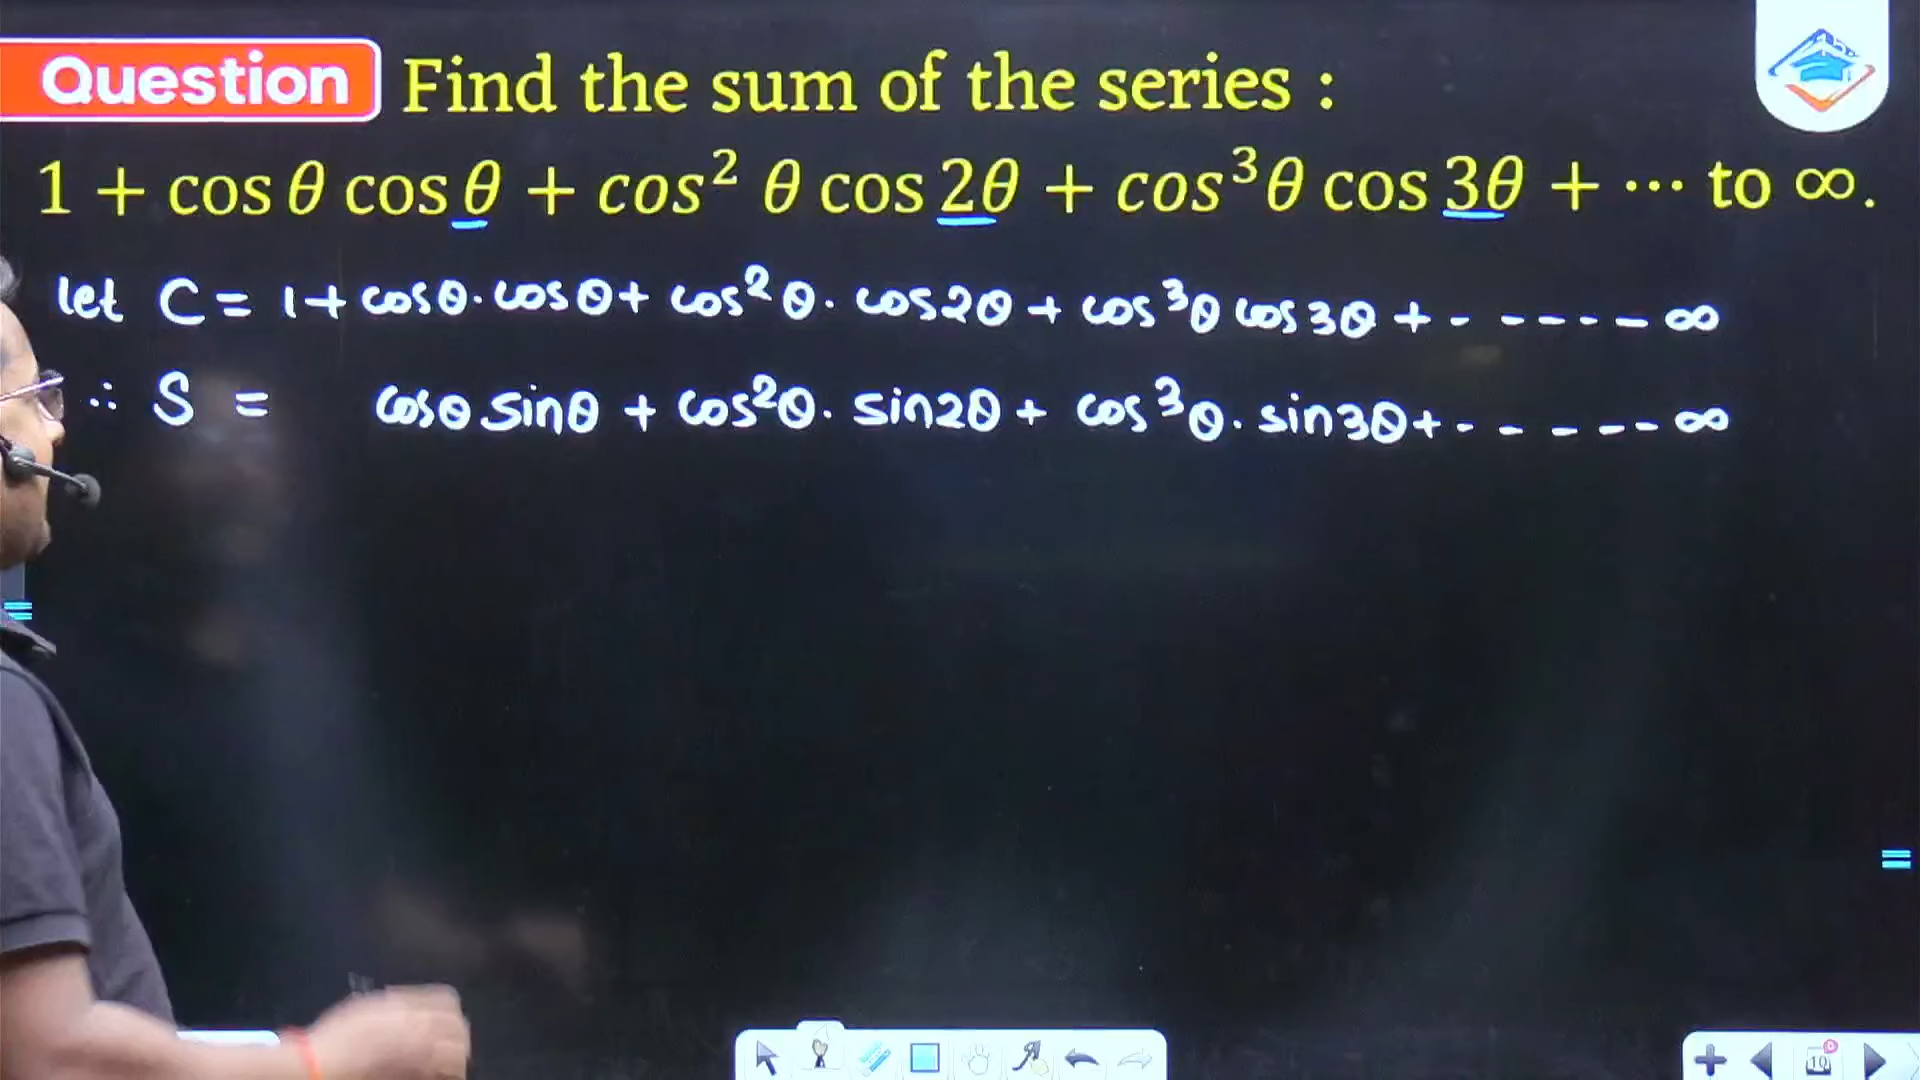 Question Find the sum of the series :
1 + cos θ cos θ + cos² θ cos 2θ + cos³θ cos 3θ + ⋯ to ∞.
let C = 1 + cosθ. cosθ + cos²θ. cos2θ + cos³θ cos3θ + - - - - - ∞
∴ S = cosθ sinθ + cos²θ. sin2θ + cos³θ. sin3θ + - - - - - ∞
10